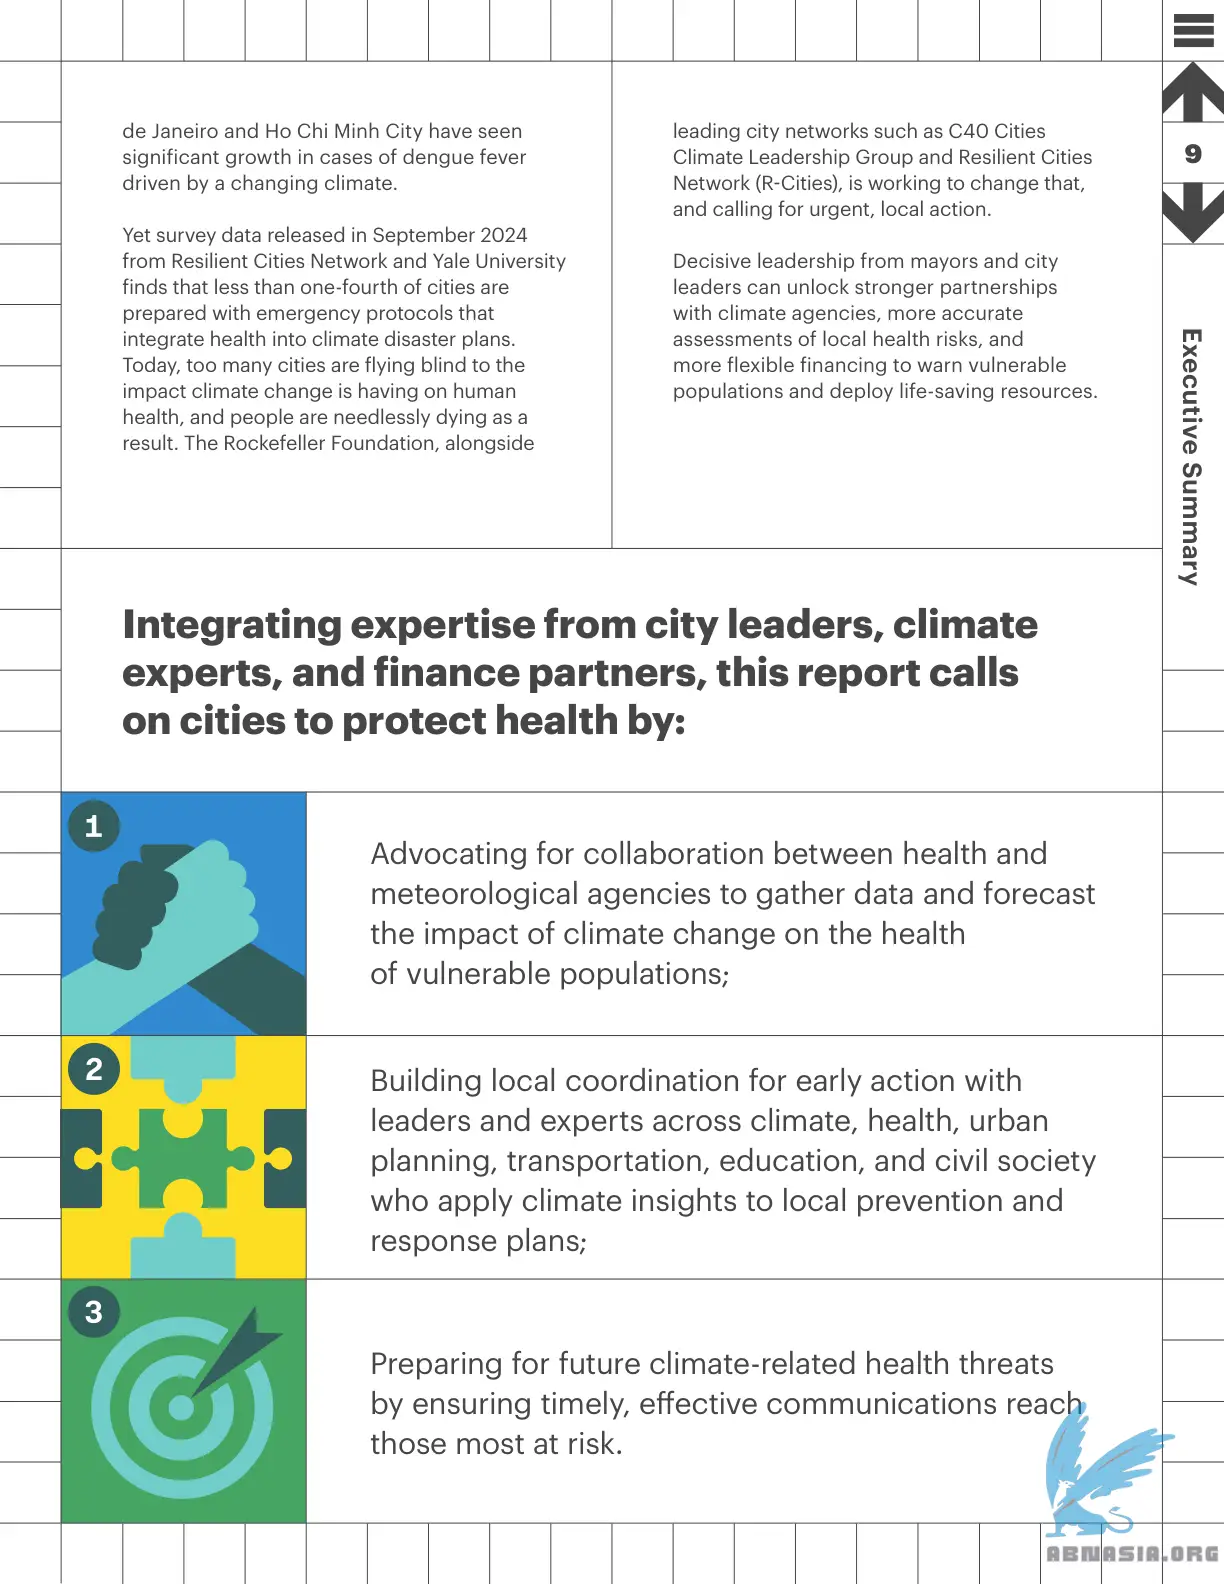 de Janeiro and Ho Chi Minh City have seen
significant growth in cases of dengue fever
driven by a changing climate.
Yet survey data released in September 2024
from Resilient Cities Network and Yale University
finds that less than one-fourth of cities are
prepared with emergency protocols that
integrate health into climate disaster plans.
Today, too many cities are flying blind to the
impact climate change is having on human
health, and people are needlessly dying as a
result. The Rockefeller Foundation, alongside
leading city networks such as C40 Cities
Climate Leadership Group and Resilient Cities
Network (R-Cities), is working to change that,
and calling for urgent, local action.
Decisive leadership from mayors and city
leaders can unlock stronger partnerships
with climate agencies, more accurate
assessments of local health risks, and
more flexible financing to warn vulnerable
populations and deploy life-saving resources.
9
Executive Summary
Integrating expertise from city leaders, climate
experts, and finance partners, this report calls
on cities to protect health by:
1
Advocating for collaboration between health and
meteorological agencies to gather data and forecast
the impact of climate change on the health
of vulnerable populations;
2
Building local coordination for early action with
leaders and experts across climate, health, urban
planning, transportation, education, and civil society
who apply climate insights to local prevention and
response plans;
3
Preparing for future climate-related health threats
by ensuring timely, effective communications reach
those most at risk.
ABNASIA.ORG